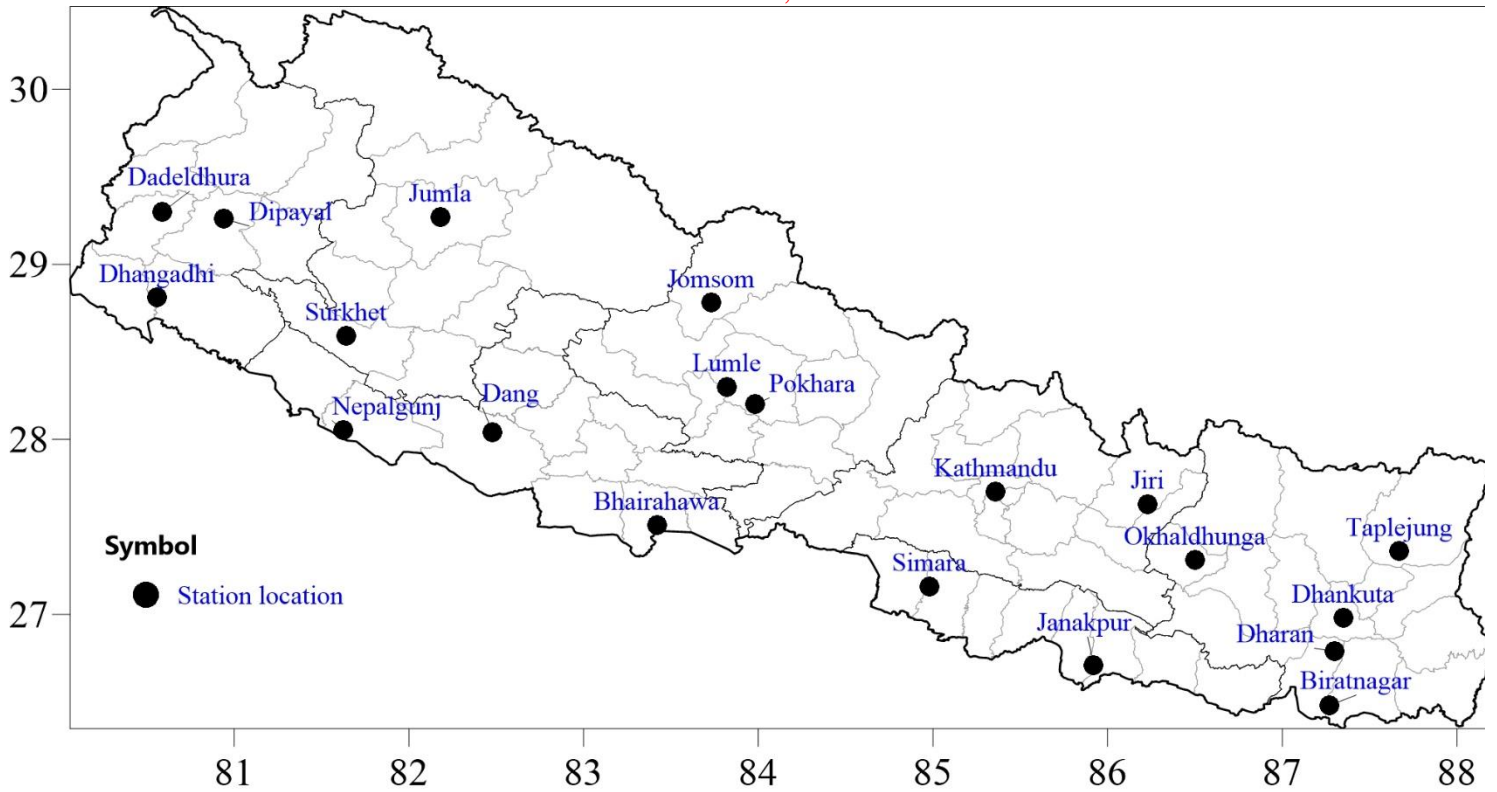 30
29
28
27
Dadeldhura
Dipayal
Jumla
Dhangadhi
Surkhet
Jomsom
Lumle
Pokhara
Nepalgunj
Dang
Bhairahawa
Kathmandu
Jiri
Okhaldhunga
Taplejung
Simara
Dhankuta
Janakpur
Dharan
Biratnagar
Symbol
Station location
81 82 83 84 85 86 87 88